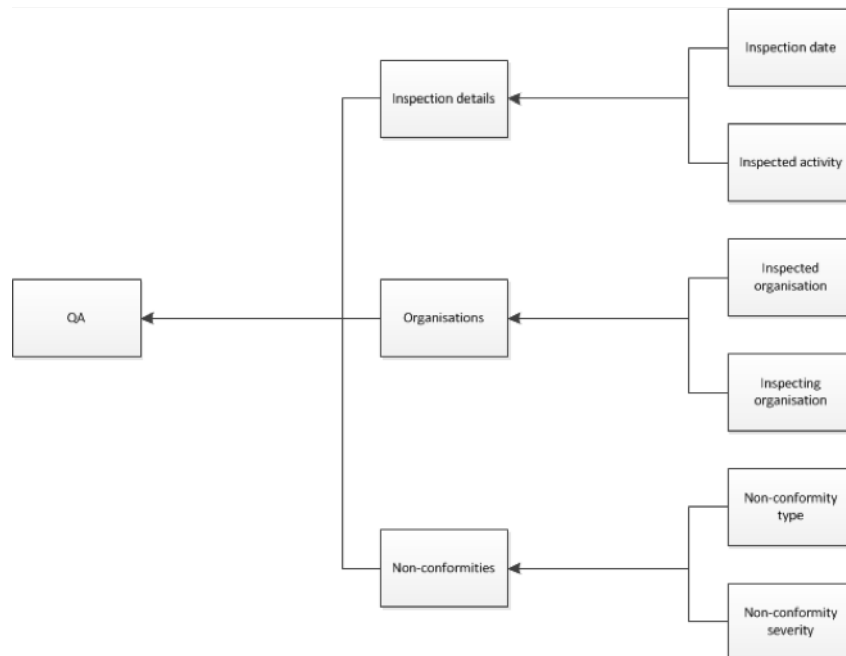 Inspection date
Inspection details
Inspected activity
Inspected
organisation
QA
Organisations
Inspecting
organisation
Non-conformity
type
Non-conformities
Non-conformity
severity